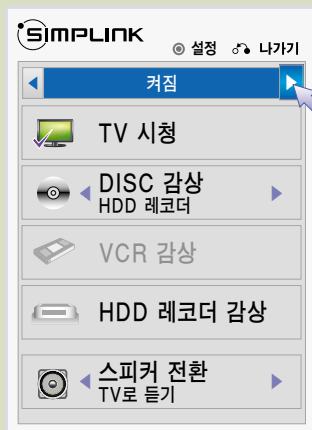 SIMPLINK
설정 나가기
켜짐
TV 시청
DISC 감상
HDD 레코더
VCR 감상
HDD 레코더 감상
스피커 전환
TV로 듣기